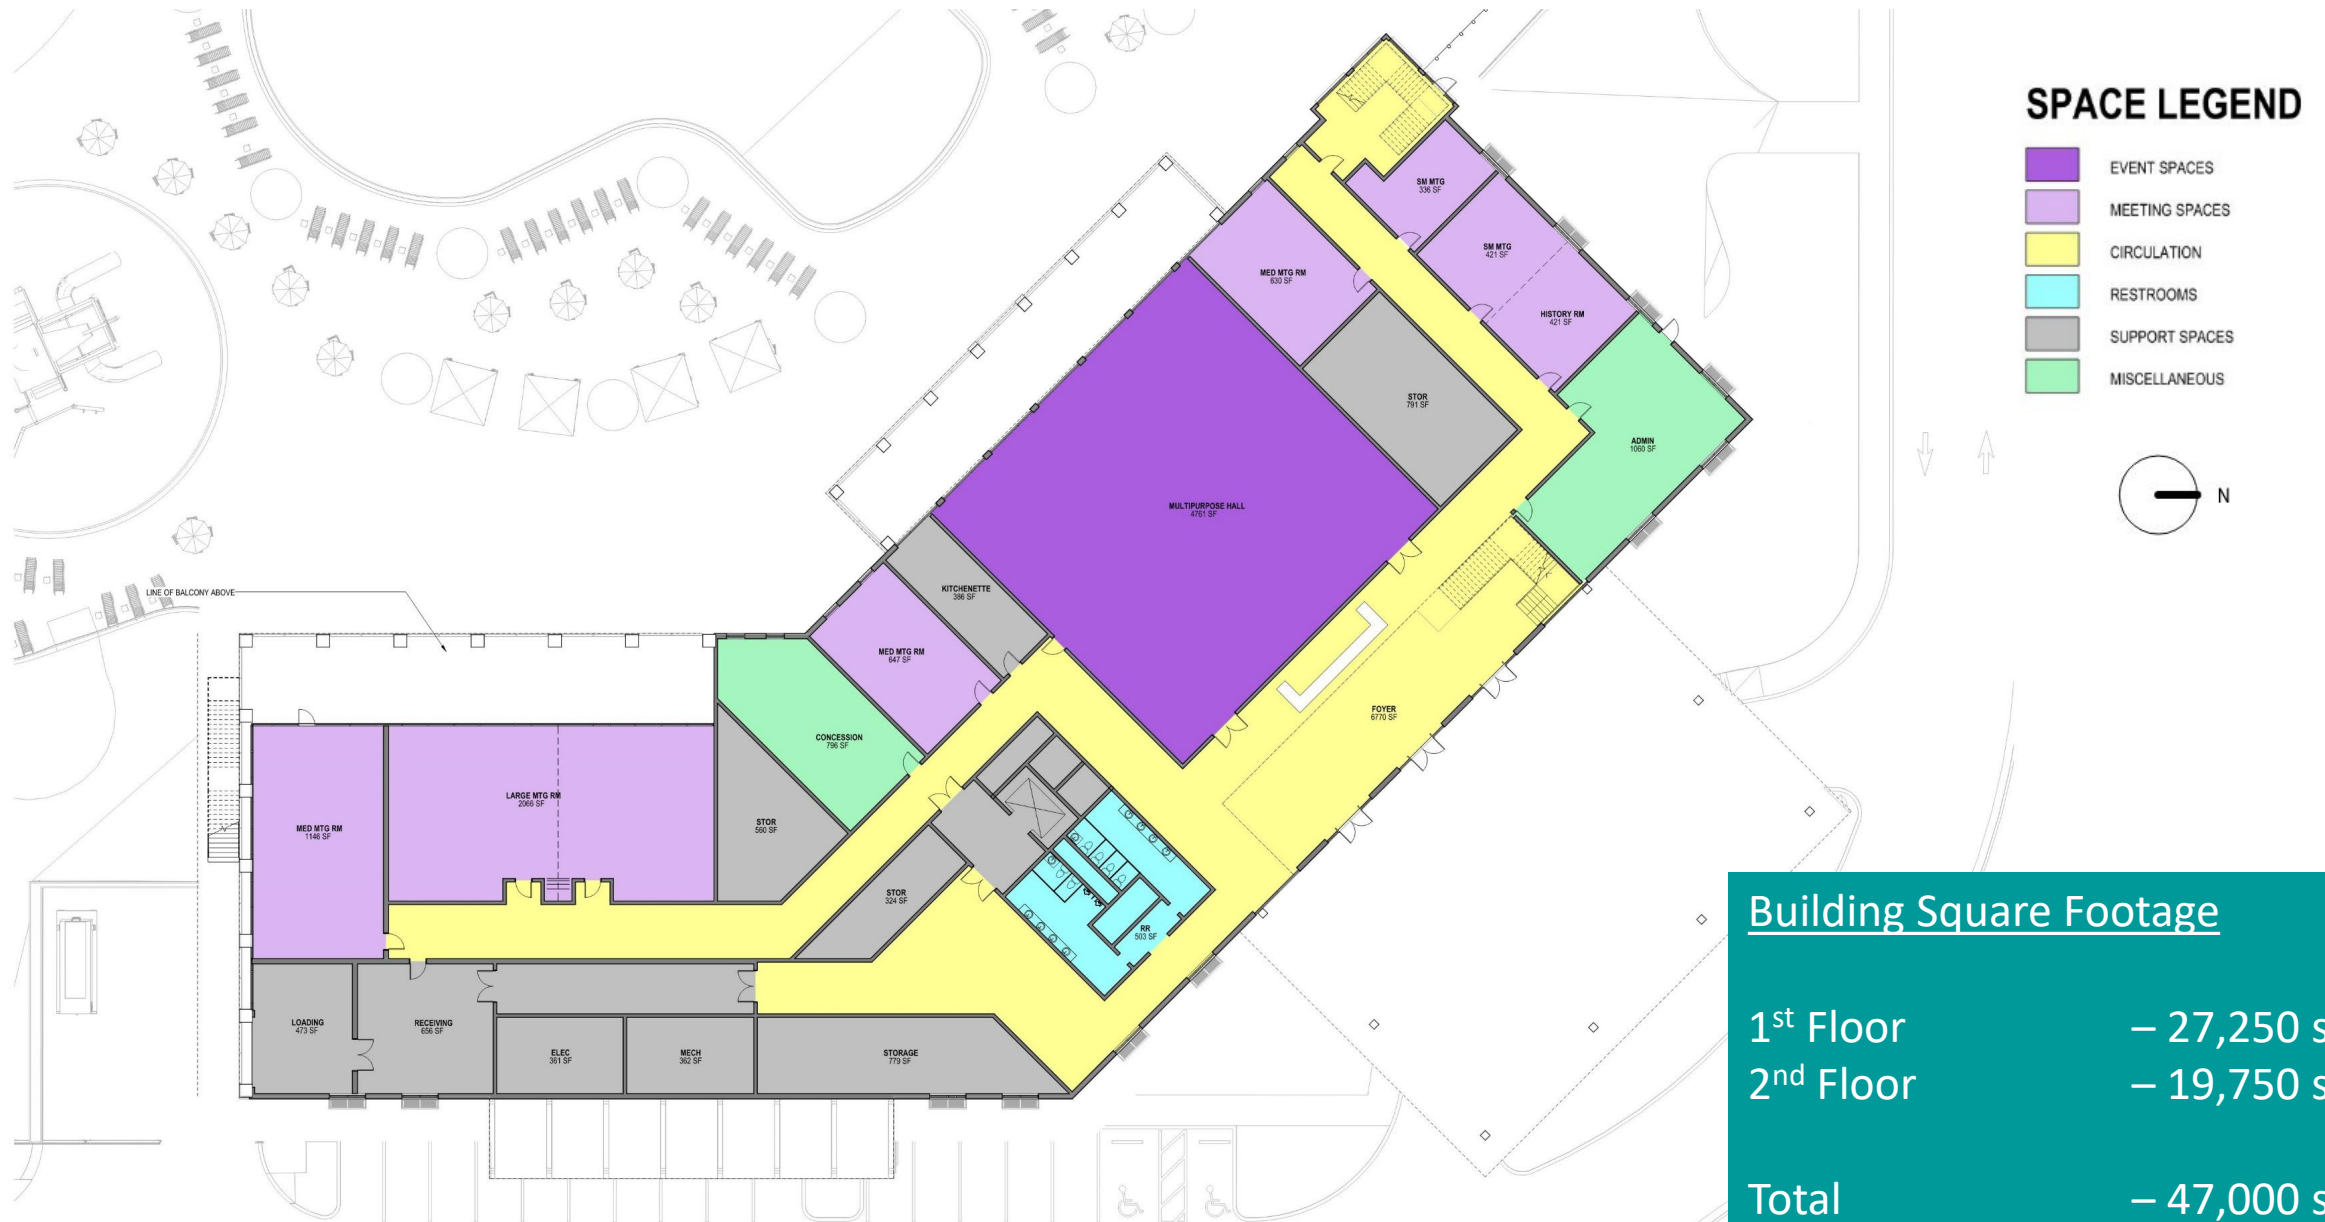 SPACE LEGEND
EVENT SPACES
MEETING SPACES
CIRCULATION
RESTROOMS
SUPPORT SPACES
MISCELLANEOUS
N
SM MTG
336 SF
SM MTG
421 SF
HISTORY RM
421 SF
MED MTG RM
630 SF
STOR
791 SF
ADMIN
1060 SF
MULTIPURPOSE HALL
4761 SF
KITCHENETTE
386 SF
LINE OF BALCONY ABOVE
MED MTG RM
647 SF
FOYER
6770 SF
CONCESSION
796 SF
LARGE MTG RM
2066 SF
STOR
560 SF
MED MTG RM
1146 SF
STOR
324 SF
RR
503 SF
LOADING
473 SF
RECEIVING
656 SF
ELEC
361 SF
MECH
362 SF
STORAGE
779 SF
Building Square Footage
1st Floor – 27,250 s
2nd Floor – 19,750 s
Total – 47,000 s